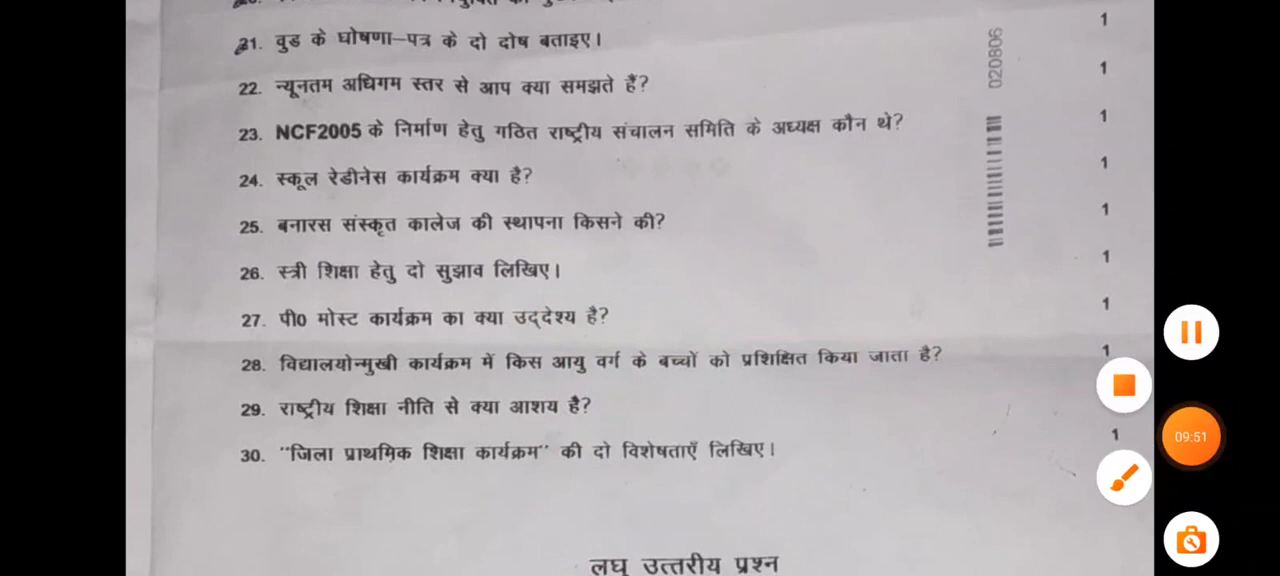 21. वुड के घोषणा–पत्र के दो दोष बताइए। 1
22. न्यूनतम अधिगम स्तर से आप क्या समझते हैं? 1
23. NCF2005 के निर्माण हेतु गठित राष्ट्रीय संचालन समिति के अध्यक्ष कौन थे? 1
24. स्कूल रेडीनेस कार्यक्रम क्या है? 1
25. बनारस संस्कृत कालेज की स्थापना किसने की? 1
26. स्त्री शिक्षा हेतु दो सुझाव लिखिए। 1
27. पी0 मोस्ट कार्यक्रम का क्या उद्देश्य है? 1
28. विद्यालयोन्मुखी कार्यक्रम में किस आयु वर्ग के बच्चों को प्रशिक्षित किया जाता है? 1
29. राष्ट्रीय शिक्षा नीति से क्या आशय है?
30. "जिला प्राथमिक शिक्षा कार्यक्रम" की दो विशेषताएँ लिखिए। 1
लघु उत्तरीय प्रश्न
020806
09:51